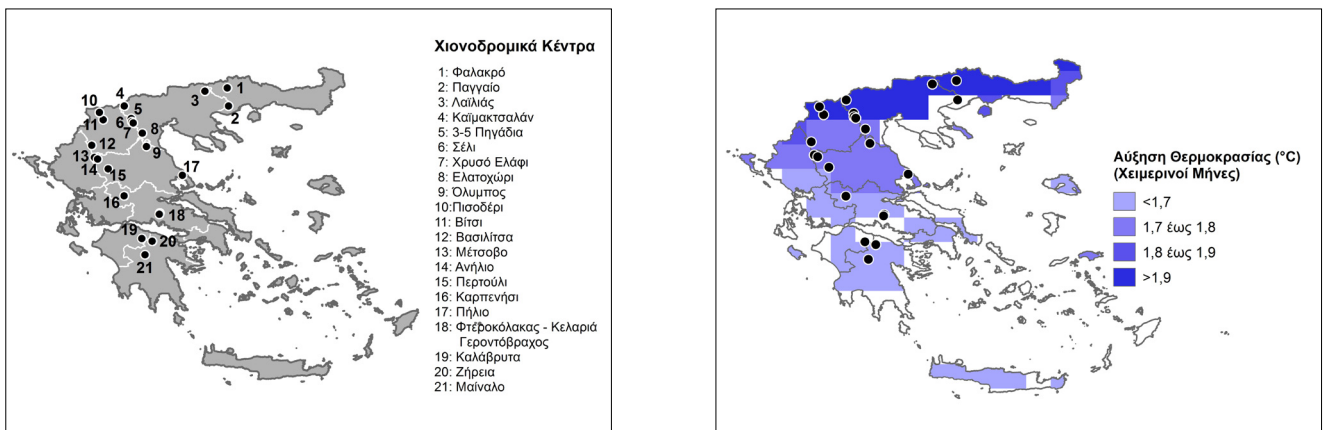 Χιονοδρομικά Κέντρα
1: Φαλακρό
2: Παγγαίο
3: Λαϊλιάς
4: Καϊμακτσαλάν
5: 3-5 Πηγάδια
6: Σέλι
7: Χρυσό Ελάφι
8: Ελατοχώρι
9: Όλυμπος
10:Πισοδέρι
11: Βίτσι
12: Βασιλίτσα
13: Μέτσοβο
14: Ανήλιο
15: Περτούλι
16: Καρπενήσι
17: Πήλιο
18: Φτερόκολακας - Κελαριά
Γεροντόβραχος
19: Καλάβρυτα
20: Ζήρεια
21: Μαίναλο
1
2
3
4
5
6
7
8
9
10
11
12
13
14
15
16
17
18
19
20
21
Αύξηση Θερμοκρασίας (°C)
(Χειμερινοί Μήνες)
<1,7
1,7 έως 1,8
1,8 έως 1,9
>1,9